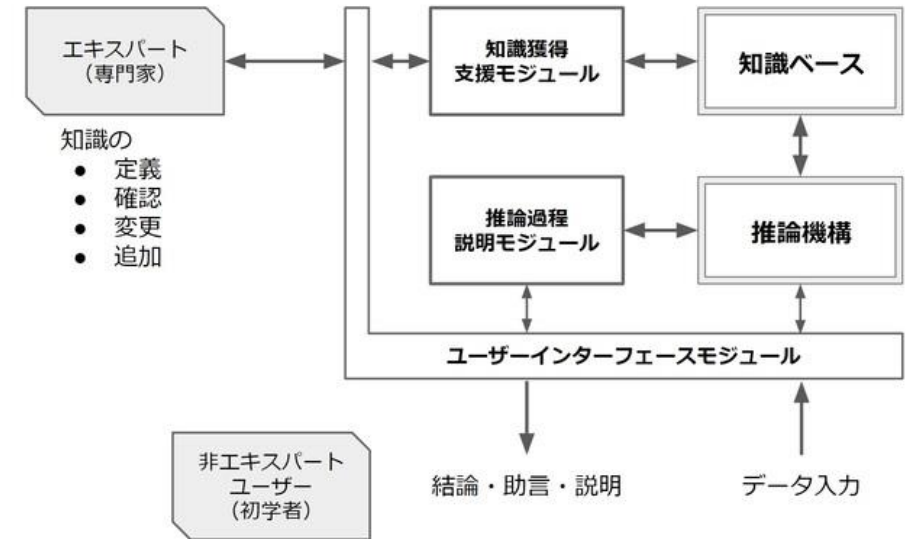 エキスパート
（専門家）
知識獲得
支援モジュール
知識ベース
知識の
● 定義
● 確認
● 変更
● 追加
推論過程
説明モジュール
推論機構
ユーザーインターフェースモジュール
非エキスパート
ユーザー
（初学者）
結論・助言・説明
データ入力